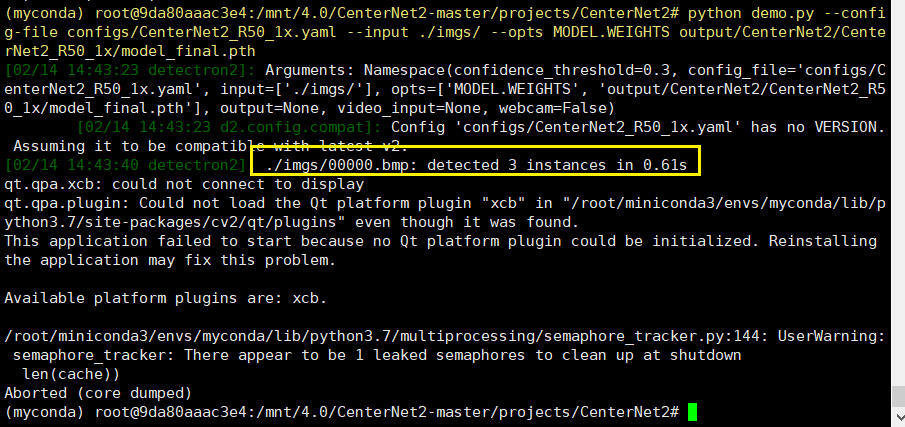 (myconda) root@9da80aaac3e4:/mnt/4.0/CenterNet2-master/projects/CenterNet2# python demo.py --confi
g-file configs/CenterNet2_R50_1x.yaml --input ./imgs/ --opts MODEL.WEIGHTS output/CenterNet2/Cente
rNet2_R50_1x/model_final.pth
[02/14 14:43:23 detectron2]: Arguments: Namespace(confidence_threshold=0.3, config_file='configs/C
enterNet2_R50_1x.yaml', input=['./imgs/'], opts=['MODEL.WEIGHTS', 'output/CenterNet2/CenterNet2_R5
0_1x/model_final.pth'], output=None, video_input=None, webcam=False)
[02/14 14:43:23 d2.config.compat]: Config 'configs/CenterNet2_R50_1x.yaml' has no VERSION.
Assuming it to be compatible with latest v2.
[02/14 14:43:40 detectron2]: ./imgs/00000.bmp: detected 3 instances in 0.61s
qt.qpa.xcb: could not connect to display
qt.qpa.plugin: Could not load the Qt platform plugin "xcb" in "/root/miniconda3/envs/myconda/lib/p
ython3.7/site-packages/cv2/qt/plugins" even though it was found.
This application failed to start because no Qt platform plugin could be initialized. Reinstalling
the application may fix this problem.
Available platform plugins are: xcb.
/root/miniconda3/envs/myconda/lib/python3.7/multiprocessing/semaphore_tracker.py:144: UserWarning:
semaphore_tracker: There appear to be 1 leaked semaphores to clean up at shutdown
len(cache))
Aborted (core dumped)
(myconda) root@9da80aaac3e4:/mnt/4.0/CenterNet2-master/projects/CenterNet2#